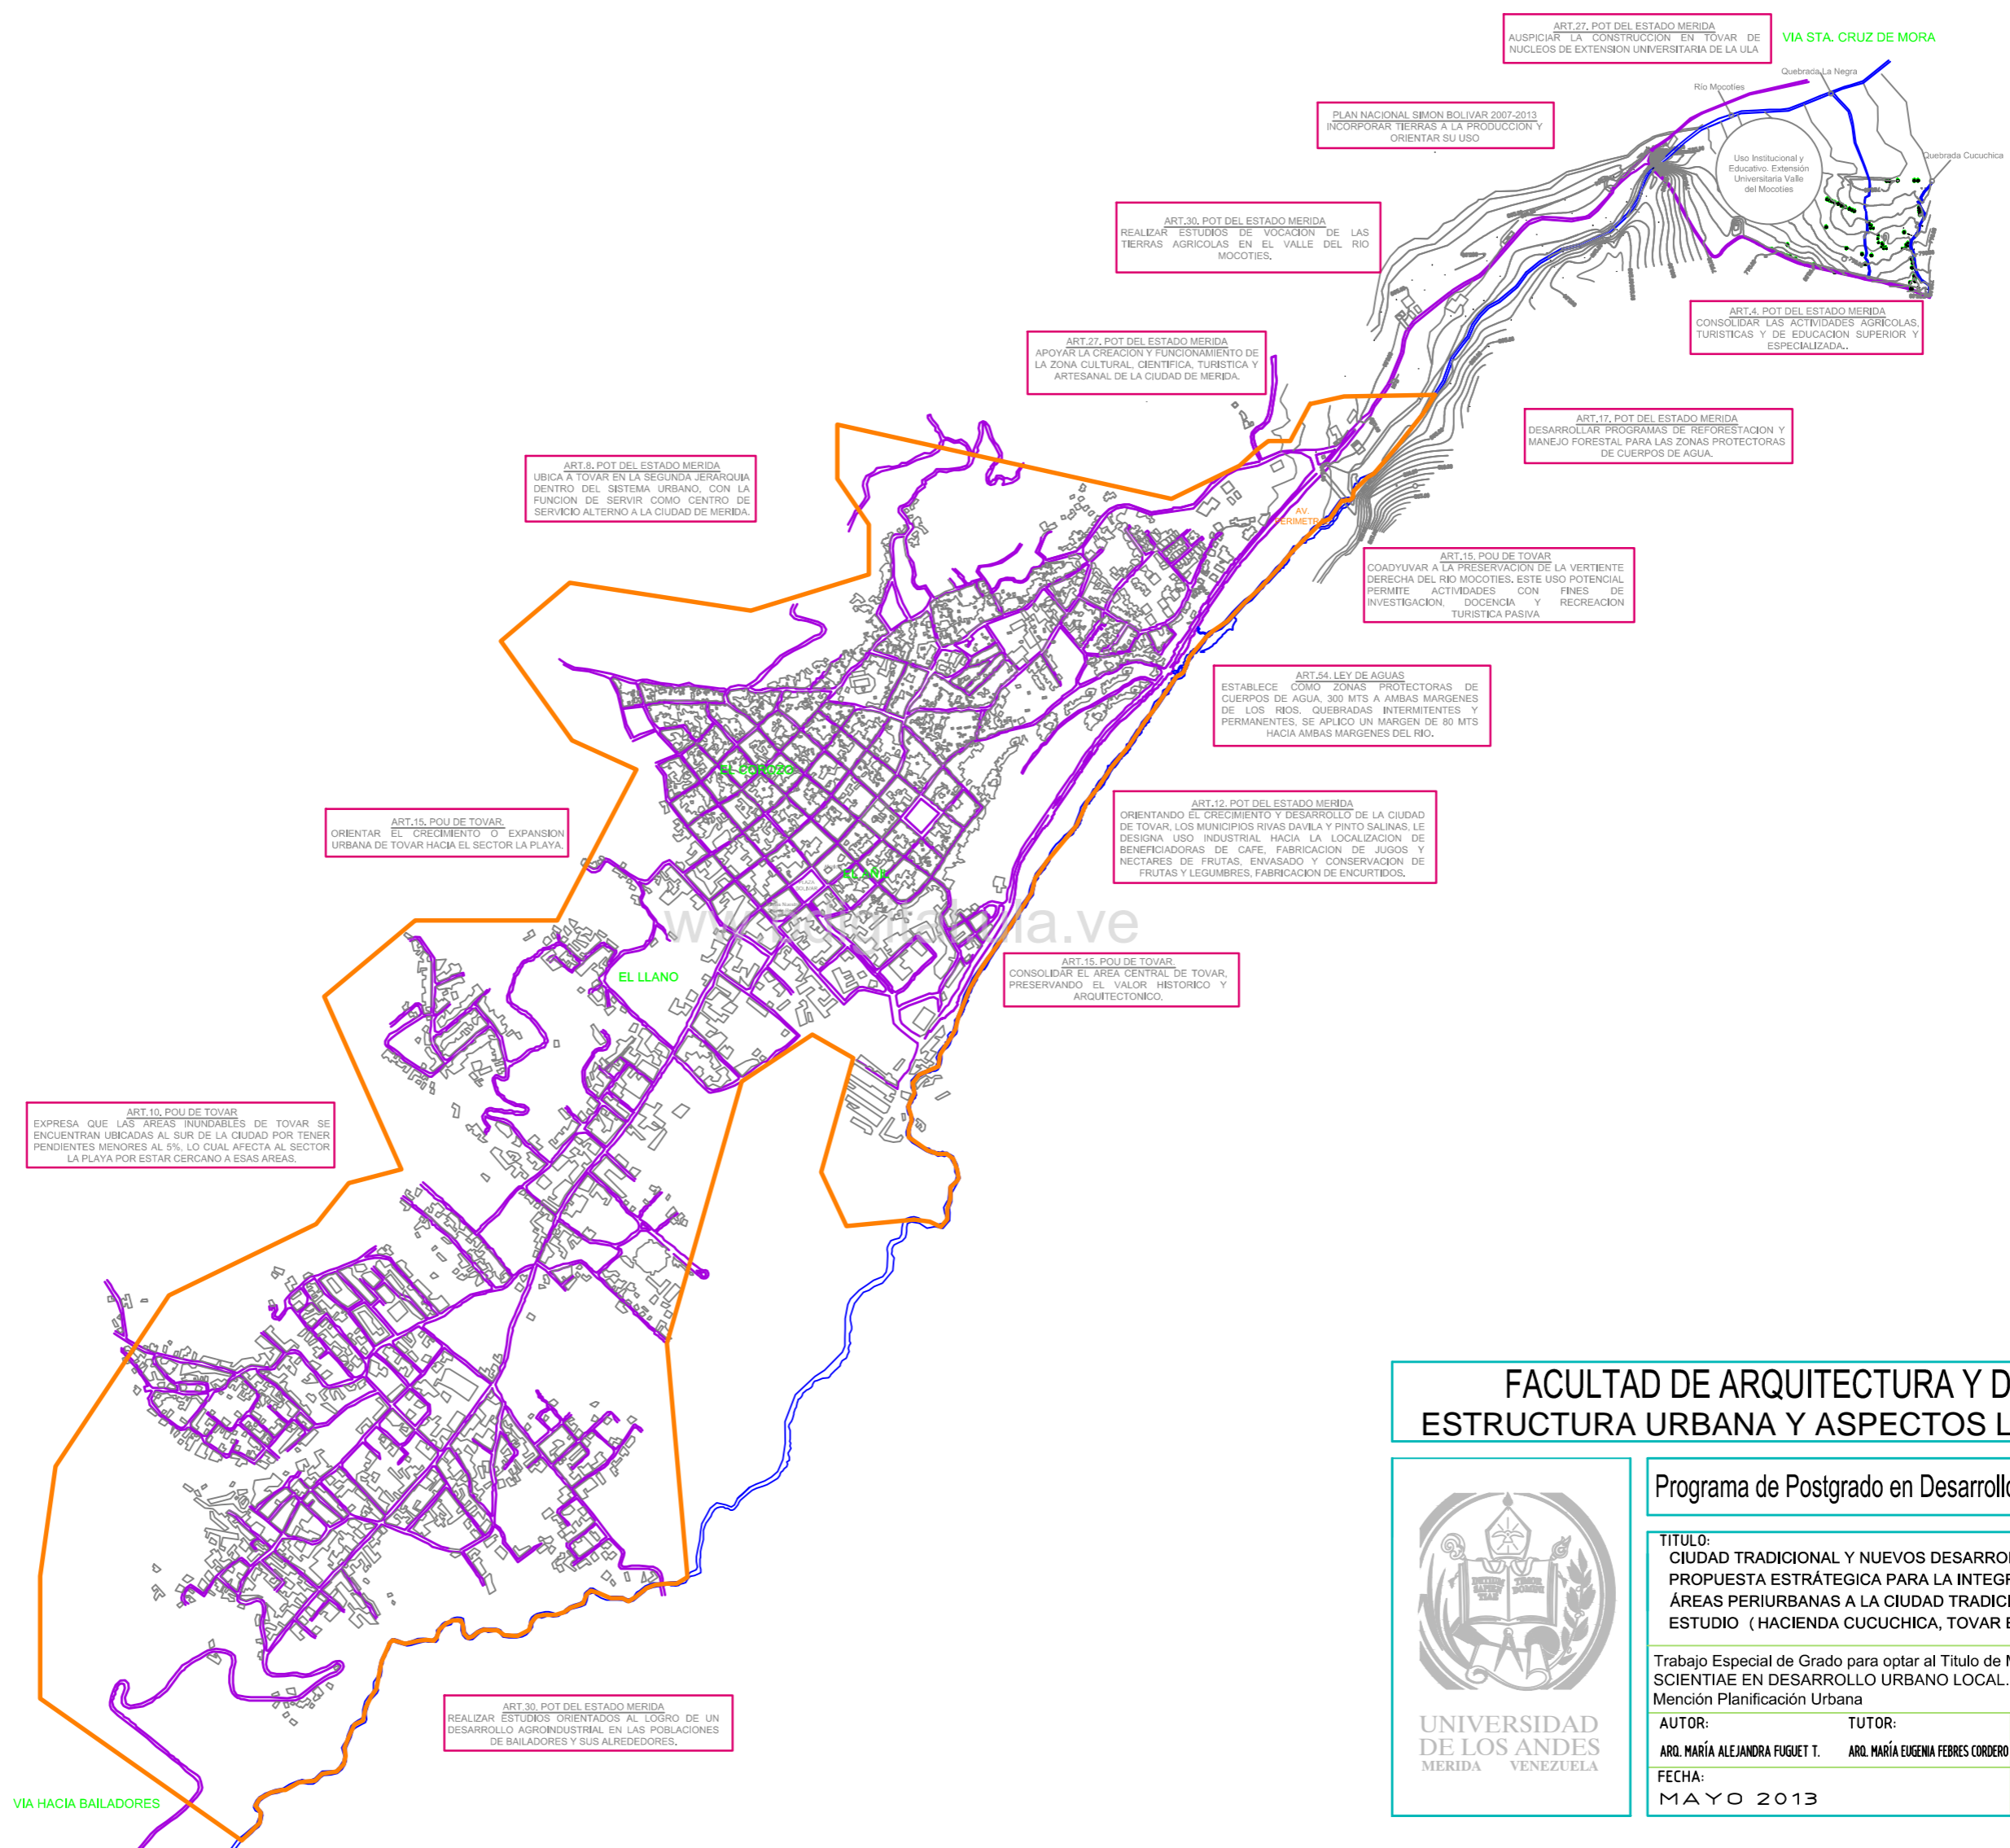 ART.27. POT DEL ESTADO MERIDA
AUSPICIAR LA CONSTRUCCION EN TOVAR DE
NUCLEOS DE EXTENSION UNIVERSITARIA DE LA ULA
VIA STA. CRUZ DE MORA
Quebrada La Negra
Río Mocoties
PLAN NACIONAL SIMON BOLIVAR 2007-2013
INCORPORAR TIERRAS A LA PRODUCCION Y
ORIENTAR SU USO
Uso Institucional y
Educativo. Extensión
Universitaria Valle
del Mocoties
Quebrada Cucuchica
ART.30. POT DEL ESTADO MERIDA
REALIZAR ESTUDIOS DE VOCACION DE LAS
TIERRAS AGRICOLAS EN EL VALLE DEL RIO
MOCOTIES.
ART.4. POT DEL ESTADO MERIDA
CONSOLIDAR LAS ACTIVIDADES AGRICOLAS,
TURISTICAS Y DE EDUCACION SUPERIOR Y
ESPECIALIZADA..
ART.27. POT DEL ESTADO MERIDA
APOYAR LA CREACION Y FUNCIONAMIENTO DE
LA ZONA CULTURAL, CIENTIFICA, TURISTICA Y
ARTESANAL DE LA CIUDAD DE MERIDA.
ART.17. POT DEL ESTADO MERIDA
DESARROLLAR PROGRAMAS DE REFORESTACION Y
MANEJO FORESTAL PARA LAS ZONAS PROTECTORAS
DE CUERPOS DE AGUA.
ART.8. POT DEL ESTADO MERIDA
UBICA A TOVAR EN LA SEGUNDA JERARQUIA
DENTRO DEL SISTEMA URBANO, CON LA
FUNCION DE SERVIR COMO CENTRO DE
SERVICIO ALTERNO A LA CIUDAD DE MERIDA.
AV.
ART.15. POU DE TOVAR
COADYUVAR A LA PRESERVACION DE LA VERTIENTE
DERECHA DEL RIO MOCOTIES. ESTE USO POTENCIAL
PERMITE ACTIVIDADES CON FINES DE
INVESTIGACION, DOCENCIA Y RECREACION
TURISTICA PASIVA
ART.54. LEY DE AGUAS
ESTABLECE COMO ZONAS PROTECTORAS DE
CUERPOS DE AGUA, 300 MTS A AMBAS MARGENES
DE LOS RIOS, QUEBRADAS INTERMITENTES Y
PERMANENTES, SE APLICO UN MARGEN DE 80 MTS
HACIA AMBAS MARGENES DEL RIO.
ART.12. POT DEL ESTADO MERÍDA
ORIENTANDO EL CRECIMIENTO Y DESARROLLO DE LA CIUDAD
DE TOVAR, LOS MUNICIPIOS RIVAS DAVILA Y PINTO SALINAS, LE
DESIGNA USO INDUSTRIAL HACIA LA LOCALIZACION DE
BENEFICIADORAS DE CAFE, FABRICACION DE JUGOS Y
NECTARES DE FRUTAS, ENVASADO Y CONSERVACION DE
FRUTAS Y LEGUMBRES, FABRICACION DE ENCURTIDOS.
ART.15. POU DE TOVAR.
ORIENTAR EL CRECIMIENTO O EXPANSION
URBANA DE TOVAR HACIA EL SECTOR LA PLAYA.
PLAZA
BOLIVAR
EL LLANO
ART.15. POU DE TOVAR.
CONSOLIDAR EL AREA CENTRAL DE TOVAR,
PRESERVANDO EL VALOR HISTORICO Y
ARQUITECTONICO.
ART.10. POU DE TOVAR
EXPRESA QUE LAS AREAS INUNDABLES DE TOVAR SE
ENCUENTRAN UBICADAS AL SUR DE LA CIUDAD POR TENER
PENDIENTES MENORES AL 5%, LO CUAL AFECTA AL SECTOR
LA PLAYA POR ESTAR CERCANO A ESAS AREAS.
ART.30. POT DEL ESTADO MERIDA
REALIZAR ESTUDIOS ORIENTADOS AL LOGRO DE UN
DESARROLLO AGROINDUSTRIAL EN LAS POBLACIONES
DE BAILADORES Y SUS ALREDEDORES.
VIA HACIA BAILADORES
FACULTAD DE ARQUITECTURA Y D
ESTRUCTURA URBANA Y ASPECTOS L
INITIUM SAPIENTIAE TIMOR DOMINI
UNIVERSIDAD
DE LOS ANDES
MERIDA VENEZUELA
Programa de Postgrado en Desarrollo
TITULO:
CIUDAD TRADICIONAL Y NUEVOS DESARRO
PROPUESTA ESTRÁTEGICA PARA LA INTEGR
ÁREAS PERIURBANAS A LA CIUDAD TRADICI
ESTUDIO ( HACIENDA CUCUCHICA, TOVAR E
Trabajo Especial de Grado para optar al Titulo de M
SCIENTIAE EN DESARROLLO URBANO LOCAL.
Mención Planificación Urbana
AUTOR: TUTOR:
ARQ. MARÍA ALEJANDRA FUGUET T. ARQ. MARÍA EUGENIA FEBRES CORDERO
FECHA:
MAYO 2013